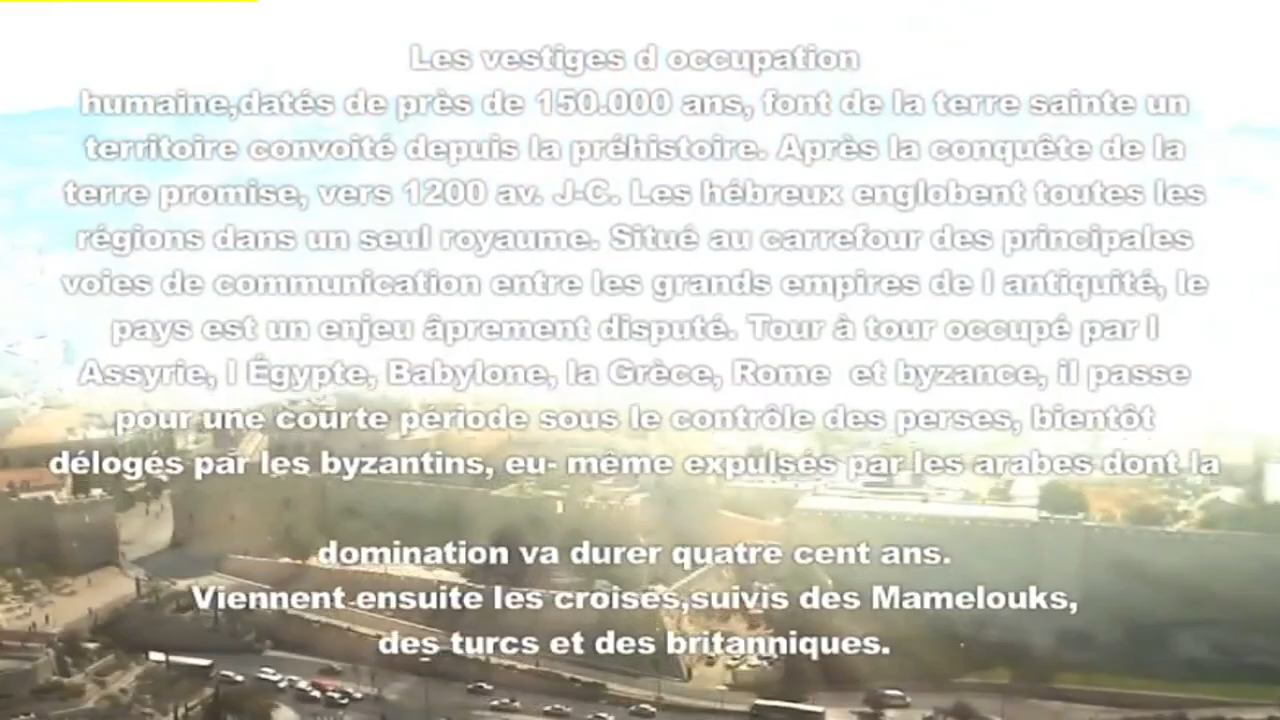 Les vestiges d occupation
humaine,datés de près de 150.000 ans, font de la terre sainte un
territoire convoité depuis la préhistoire. Après la conquête de la
terre promise, vers 1200 av. J-C. Les hébreux englobent toutes les
régions dans un seul royaume. Situé au carrefour des principales
voies de communication entre les grands empires de l antiquité, le
pays est un enjeu âprement disputé. Tour à tour occupé par l
Assyrie, l Égypte, Babylone, la Grèce, Rome  et byzance, il passe
pour une courte période sous le contrôle des perses, bientôt
délogés par les byzantins, eu- même expulsés par les arabes dont la
domination va durer quatre cent ans.
Viennent ensuite les croisés,suivis des Mamelouks,
des turcs et des britanniques.